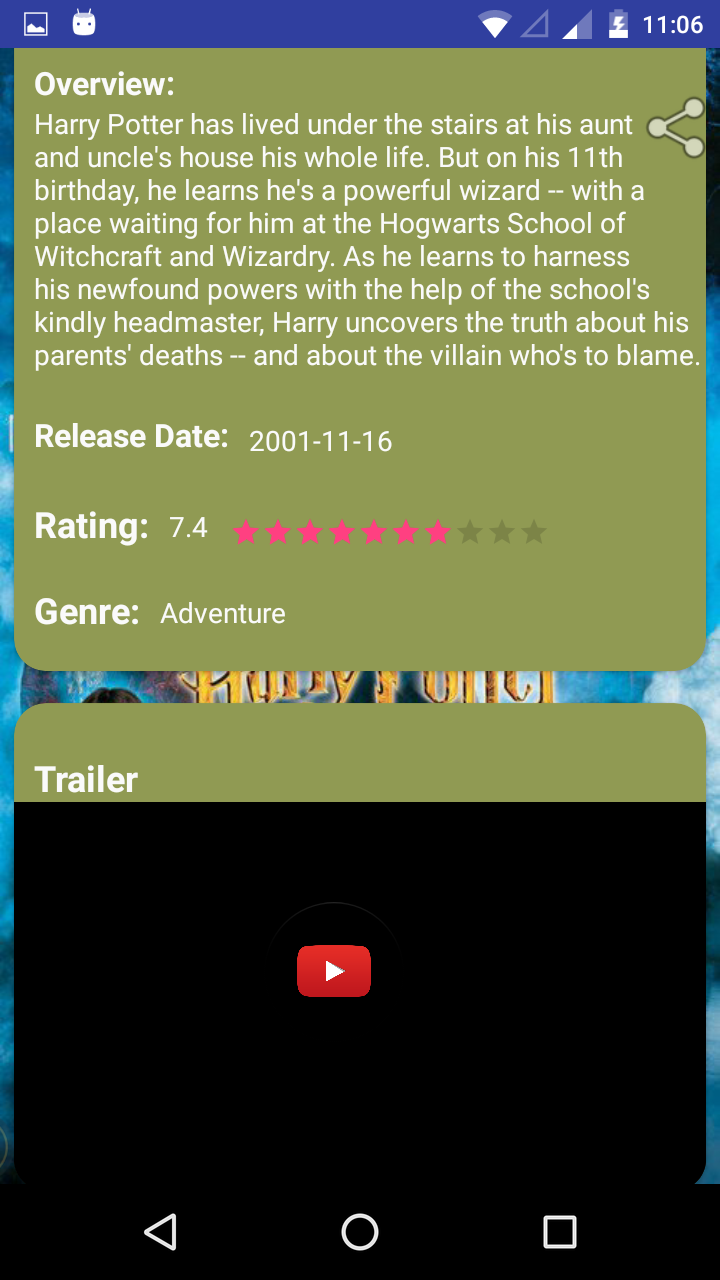 11:06
Overview:
Harry Potter has lived under the stairs at his aunt
and uncle's house his whole life. But on his 11th
birthday, he learns he's a powerful wizard -- with a
place waiting for him at the Hogwarts School of
Witchcraft and Wizardry. As he learns to harness
his newfound powers with the help of the school's
kindly headmaster, Harry uncovers the truth about his
parents' deaths -- and about the villain who's to blame.
Release Date: 2001-11-16
Rating: 7.4
Genre: Adventure
Harry Potter
Trailer